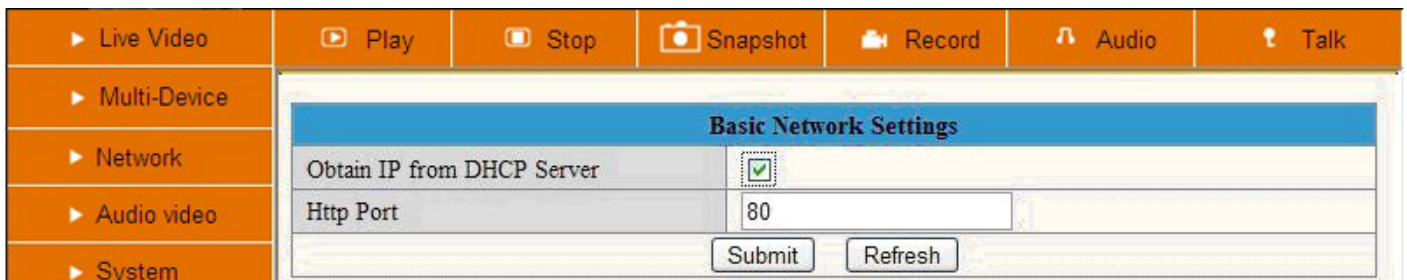 Live Video
Play
Stop
Snapshot
Record
Audio
Talk
Multi-Device
Network
Audio video
System
Basic Network Settings
Obtain IP from DHCP Server
Http Port
80
Submit
Refresh